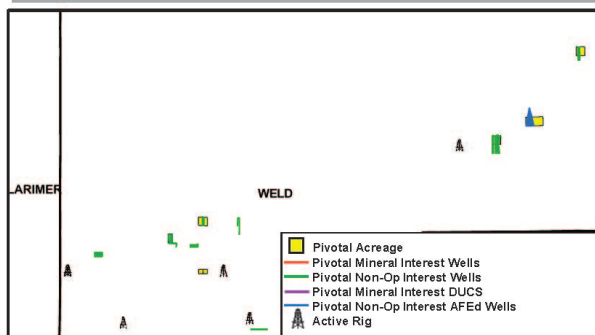 ARIMER
WELD
Pivotal Acreage
Pivotal Mineral Interest Wells
Pivotal Non-Op Interest Wells
Pivotal Mineral Interest DUCS
Pivotal Non-Op Interest AFEd Wells
Active Rig